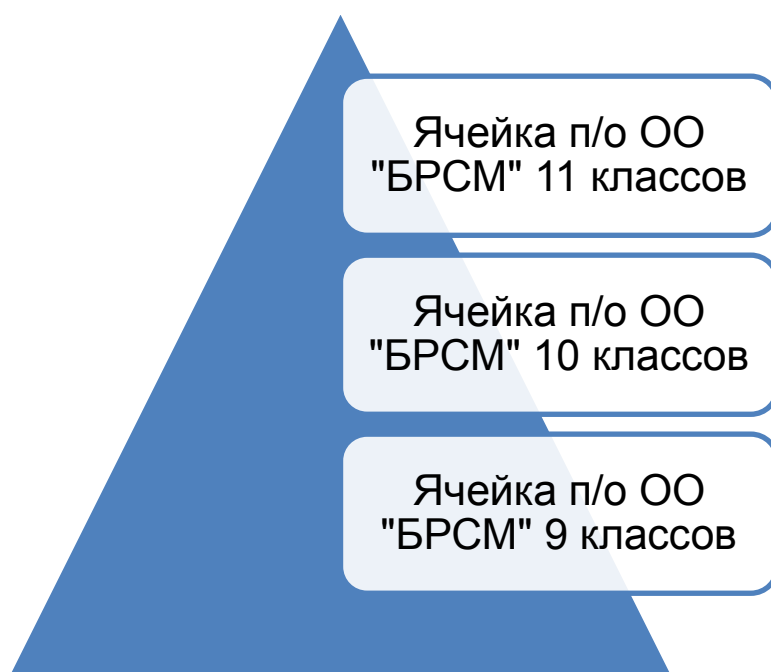 Ячейка п/о ОО
"БРСМ" 11 классов
Ячейка п/о ОО
"БРСМ" 10 классов
Ячейка п/о ОО
"БРСМ" 9 классов